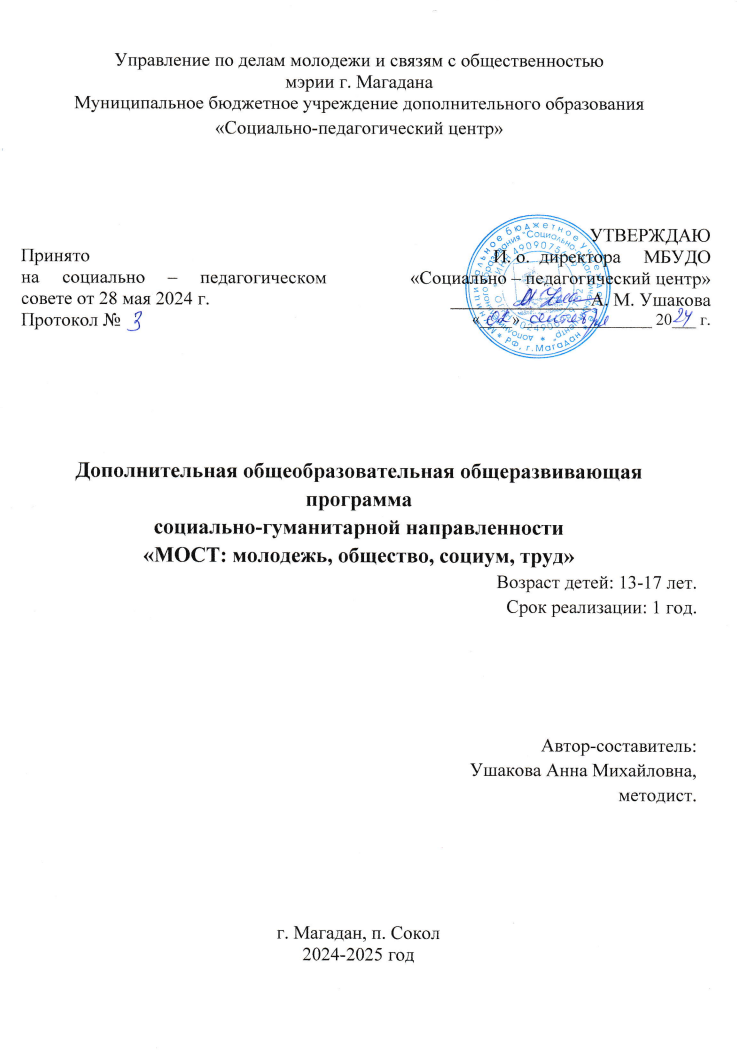 Управление по делам молодежи и связям с общественностью
мэрии г. Магадана
Муниципальное бюджетное учреждение дополнительного образования
«Социально-педагогический центр»
Принято
на социально – педагогическом
совете от 28 мая 2024 г.
Протокол № 3
УТВЕРЖДАЮ
И. о. директора МБУДО
«Социально – педагогический центр»
А. М. Ушакова
« 02 » сентября 2024 г.
Дополнительная общеобразовательная общеразвивающая
программа
социально-гуманитарной направленности
«МОСТ: молодежь, общество, социум, труд»
Возраст детей: 13-17 лет.
Срок реализации: 1 год.
Автор-составитель:
Ушакова Анна Михайловна,
методист.
г. Магадан, п. Сокол
2024-2025 год